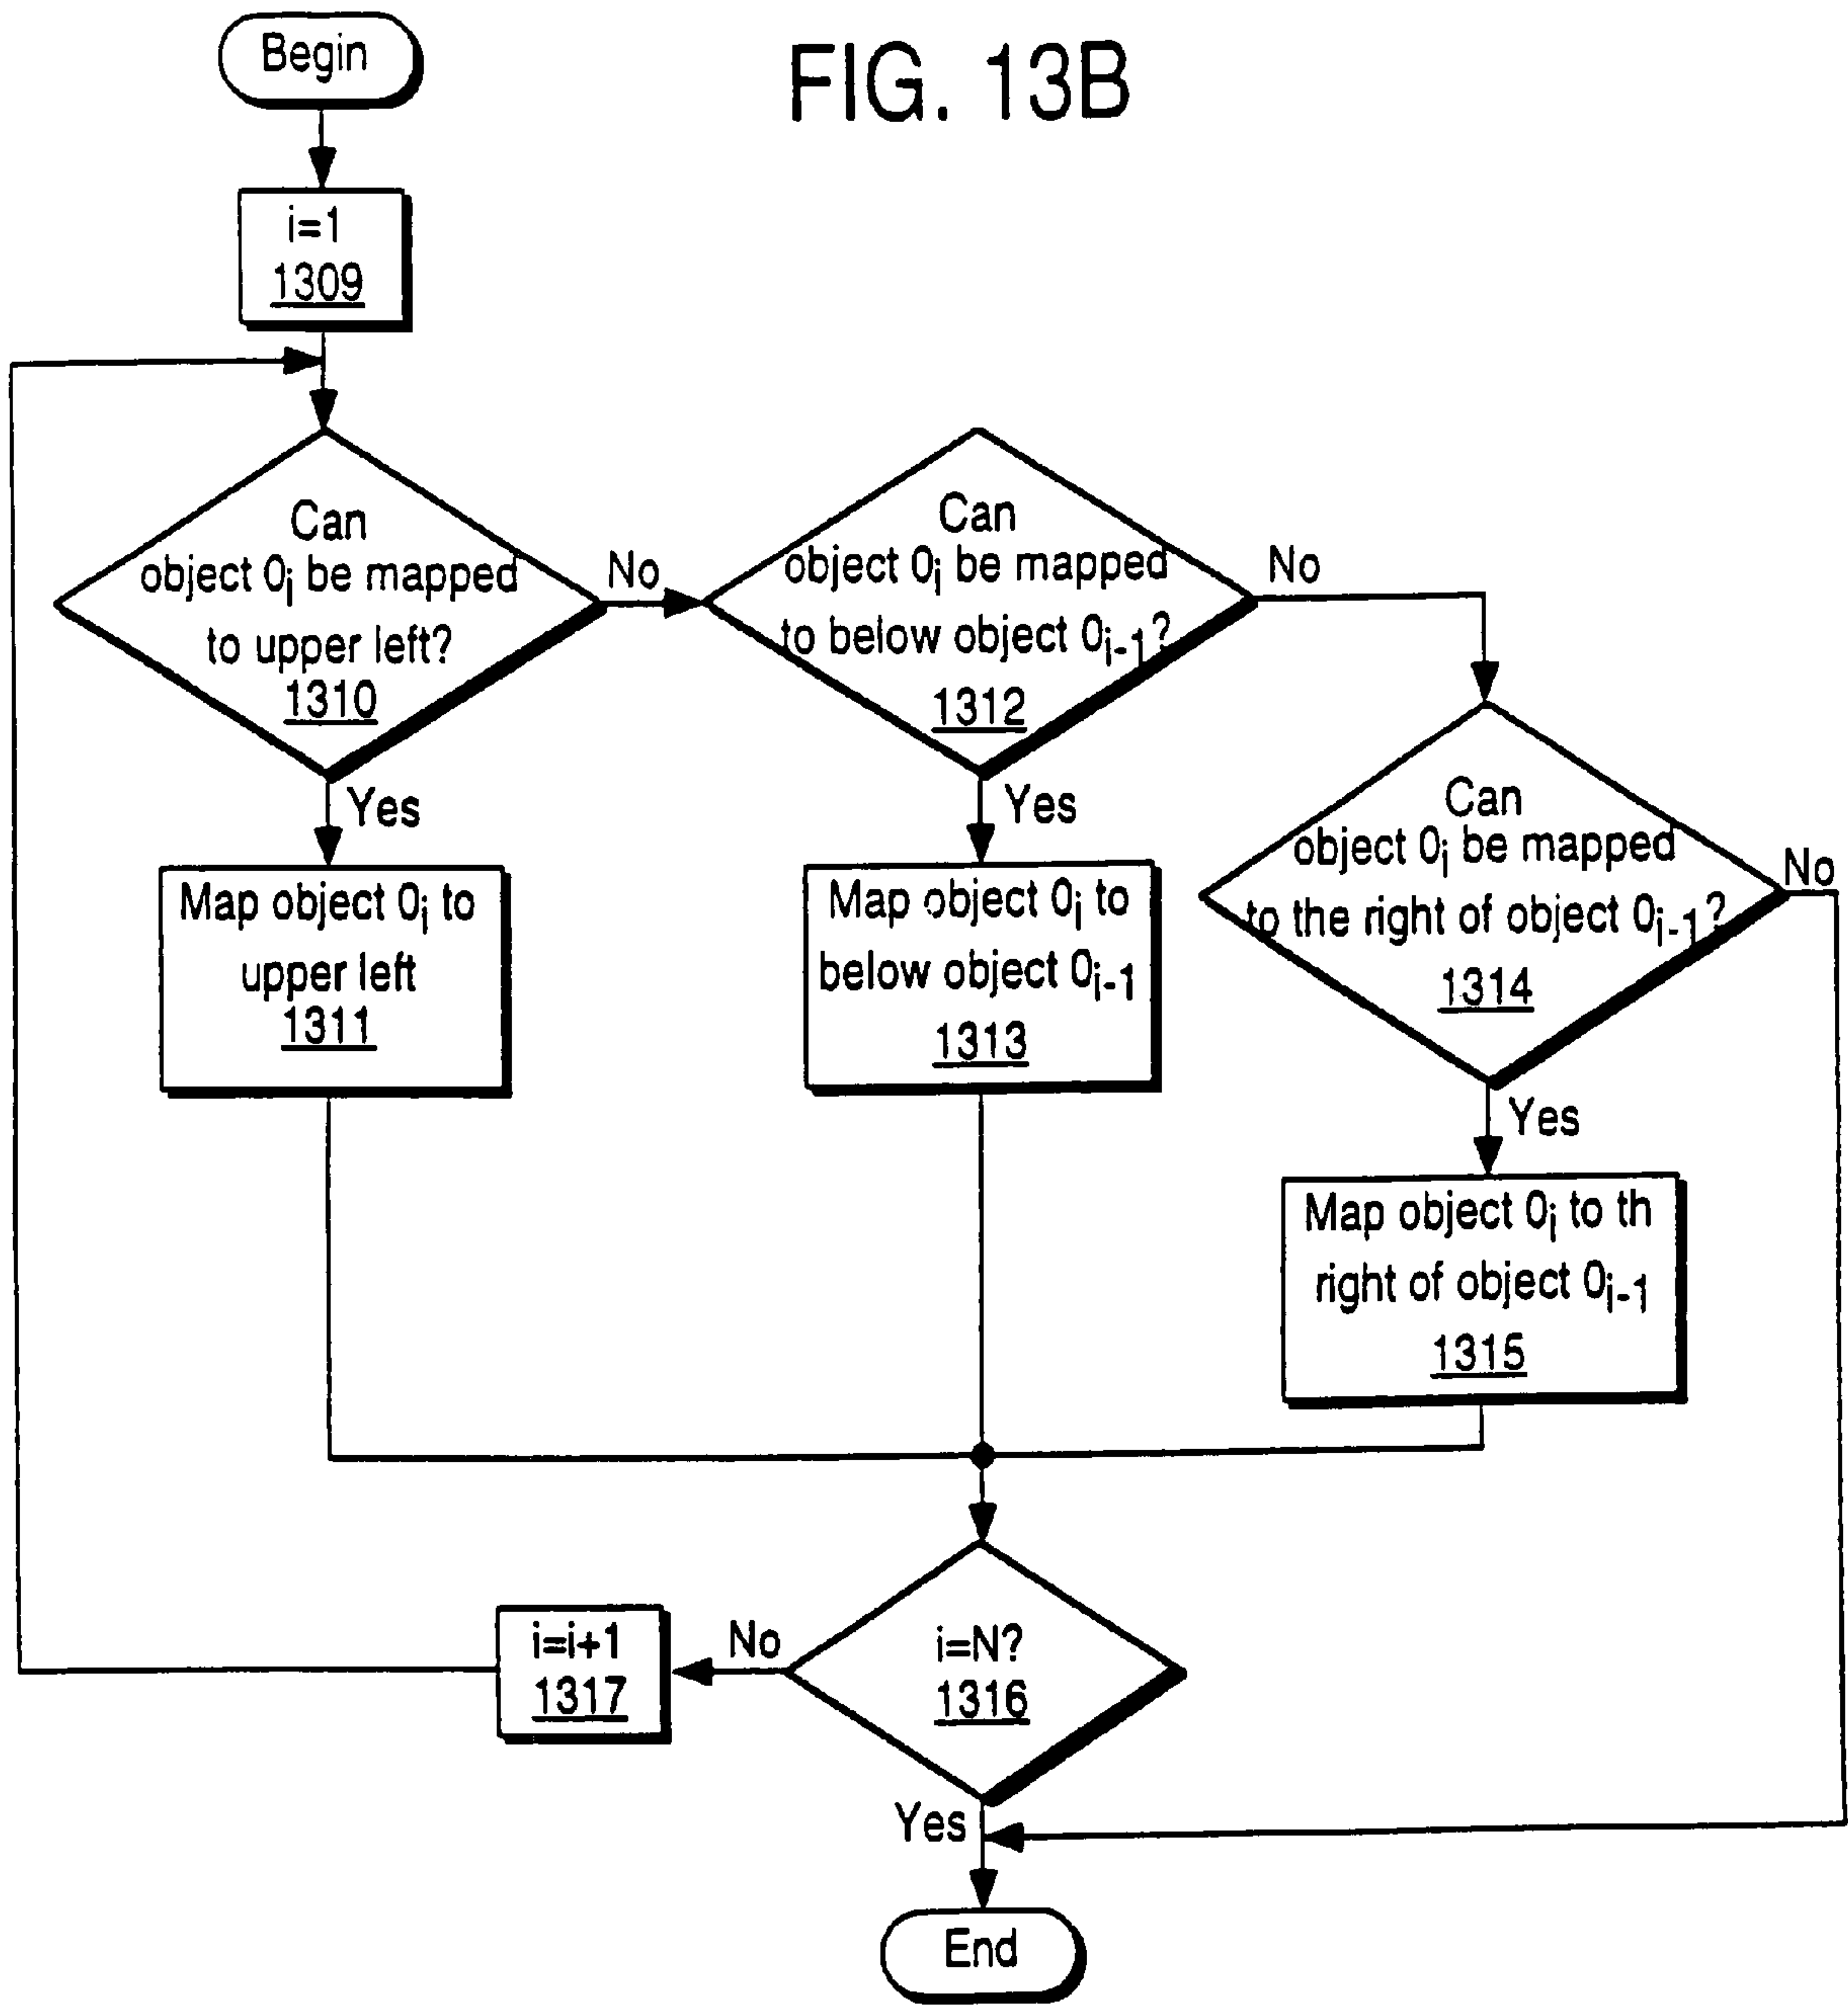 FIG. 13B
Begin
i=1
1309
Can
object 0i be mapped
to upper left?
1310
No
Yes
Can
object 0i be mapped
to below object 0i-1?
1312
No
Yes
Can
object 0i be mapped
to the right of object 0i-1?
1314
No
Yes
Map object 0i to
upper left
1311
Map object 0i to
below object 0i-1
1313
Map object 0i to th
right of object 0i-1
1315
i=N?
1316
No
Yes
i=i+1
1317
End